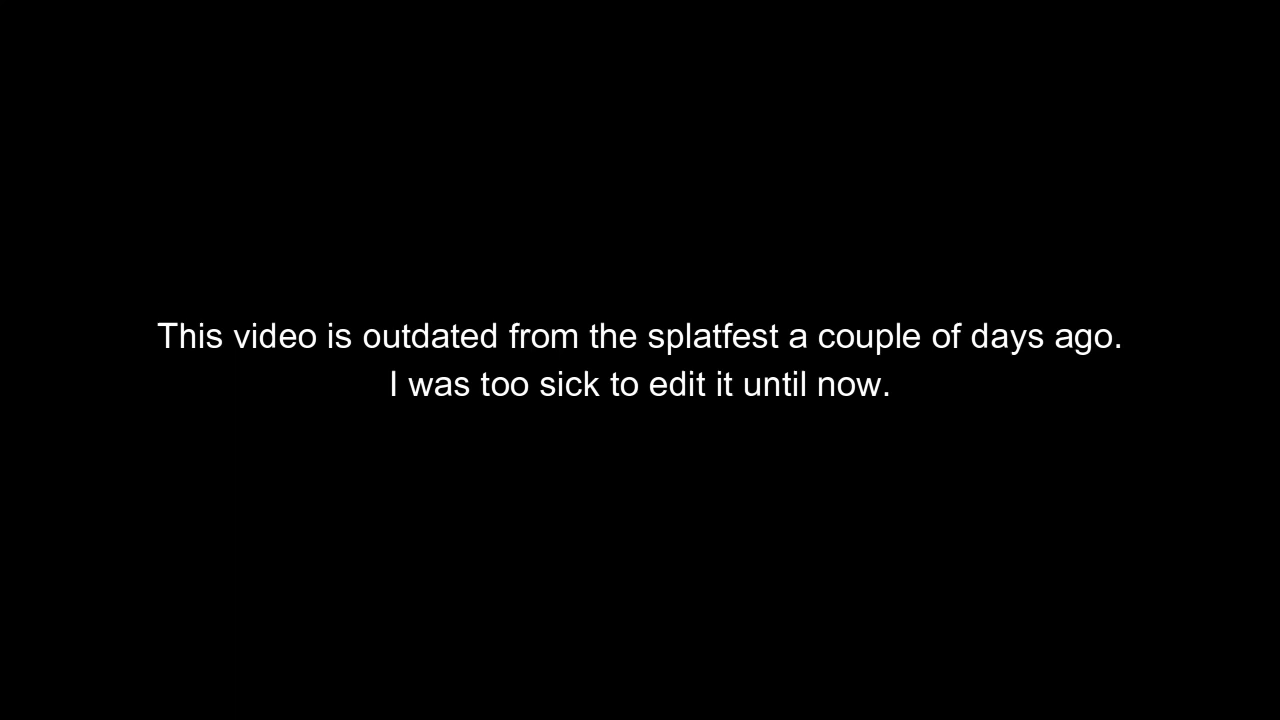 This video is outdated from the splatfest a couple of days ago.
I was too sick to edit it until now.